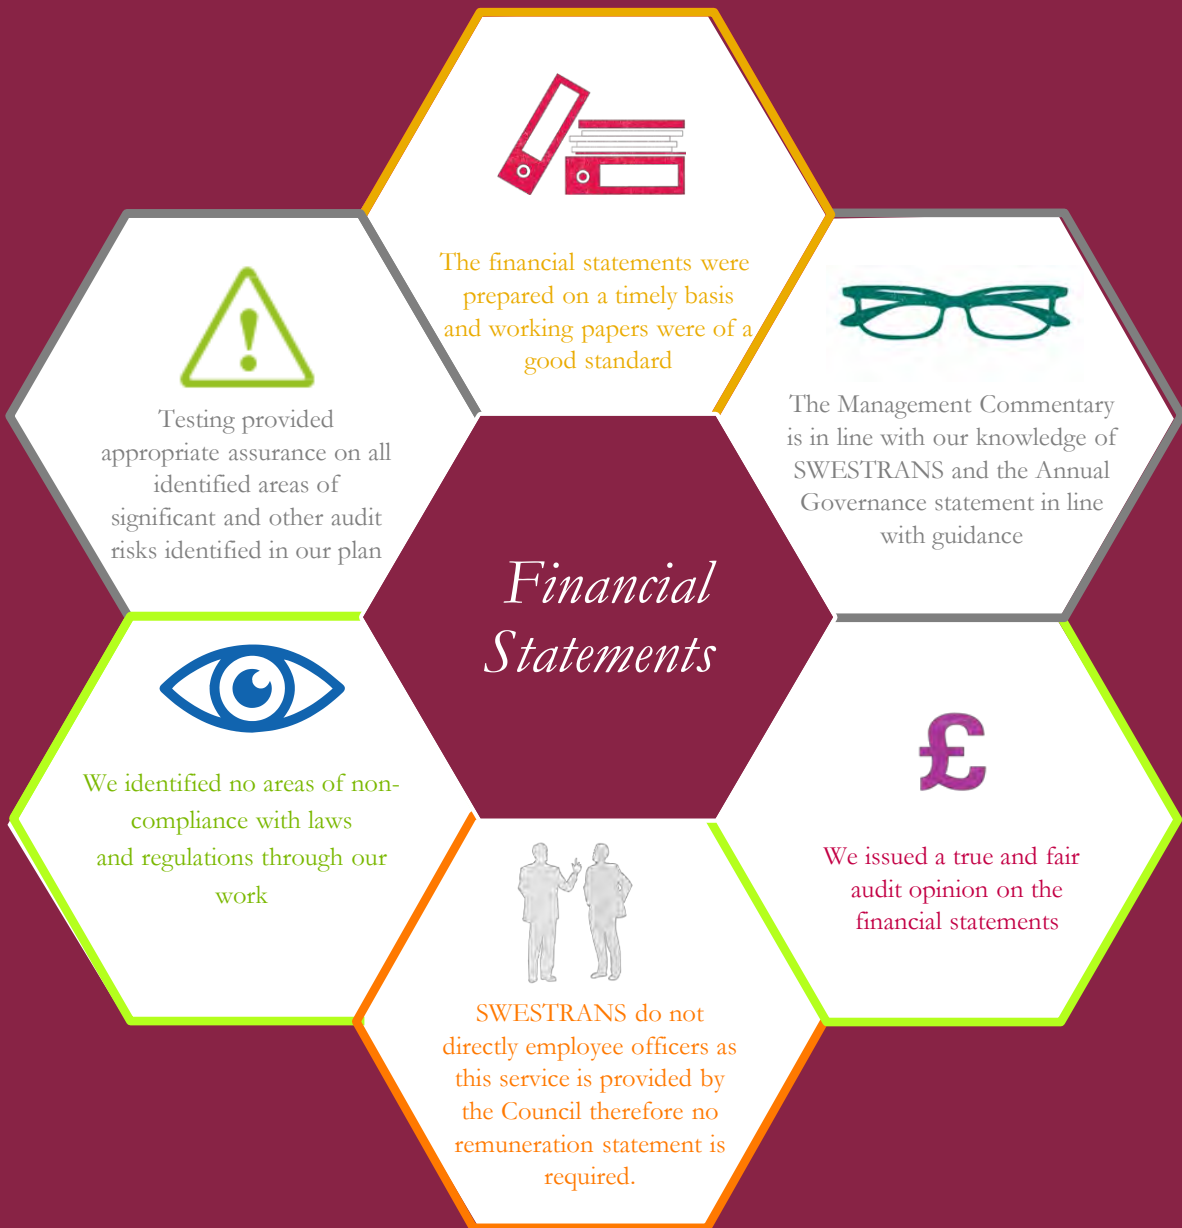 The financial statements were
prepared on a timely basis
and working papers were of a
good standard
Testing provided
appropriate assurance on all
identified areas of
significant and other audit
risks identified in our plan
The Management Commentary
is in line with our knowledge of
SWESTRANS and the Annual
Governance statement in line
with guidance
Financial
Statements
We identified no areas of non-
compliance with laws
and regulations through our
work
£
We issued a true and fair
audit opinion on the
financial statements
SWESTRANS do not
directly employee officers as
this service is provided by
the Council therefore no
remuneration statement is
required.